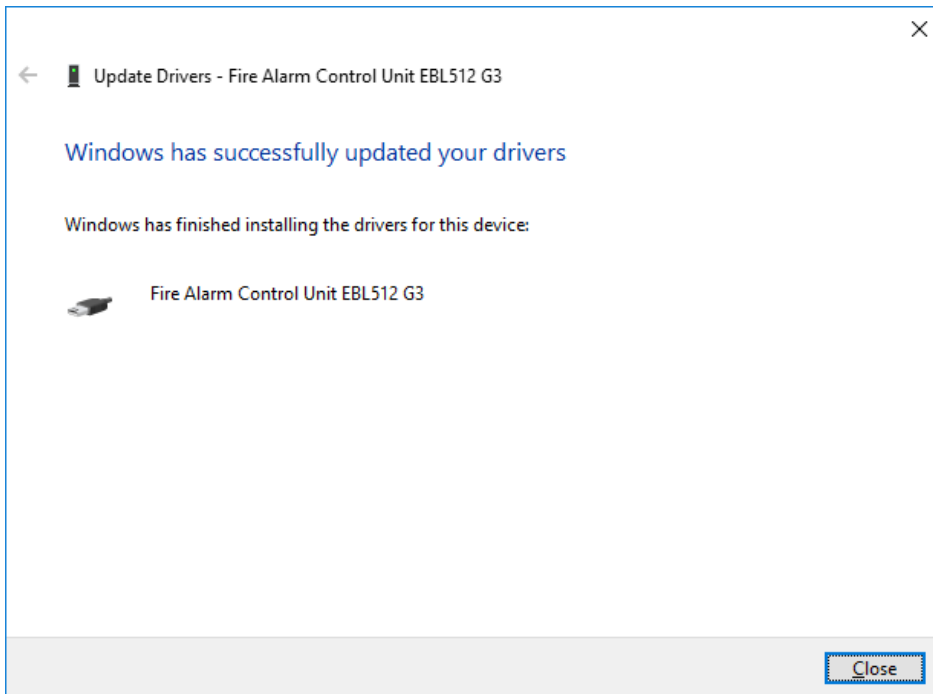 Update Drivers - Fire Alarm Control Unit EBL512 G3
Windows has successfully updated your drivers
Windows has finished installing the drivers for this device:
Fire Alarm Control Unit EBL512 G3
Close